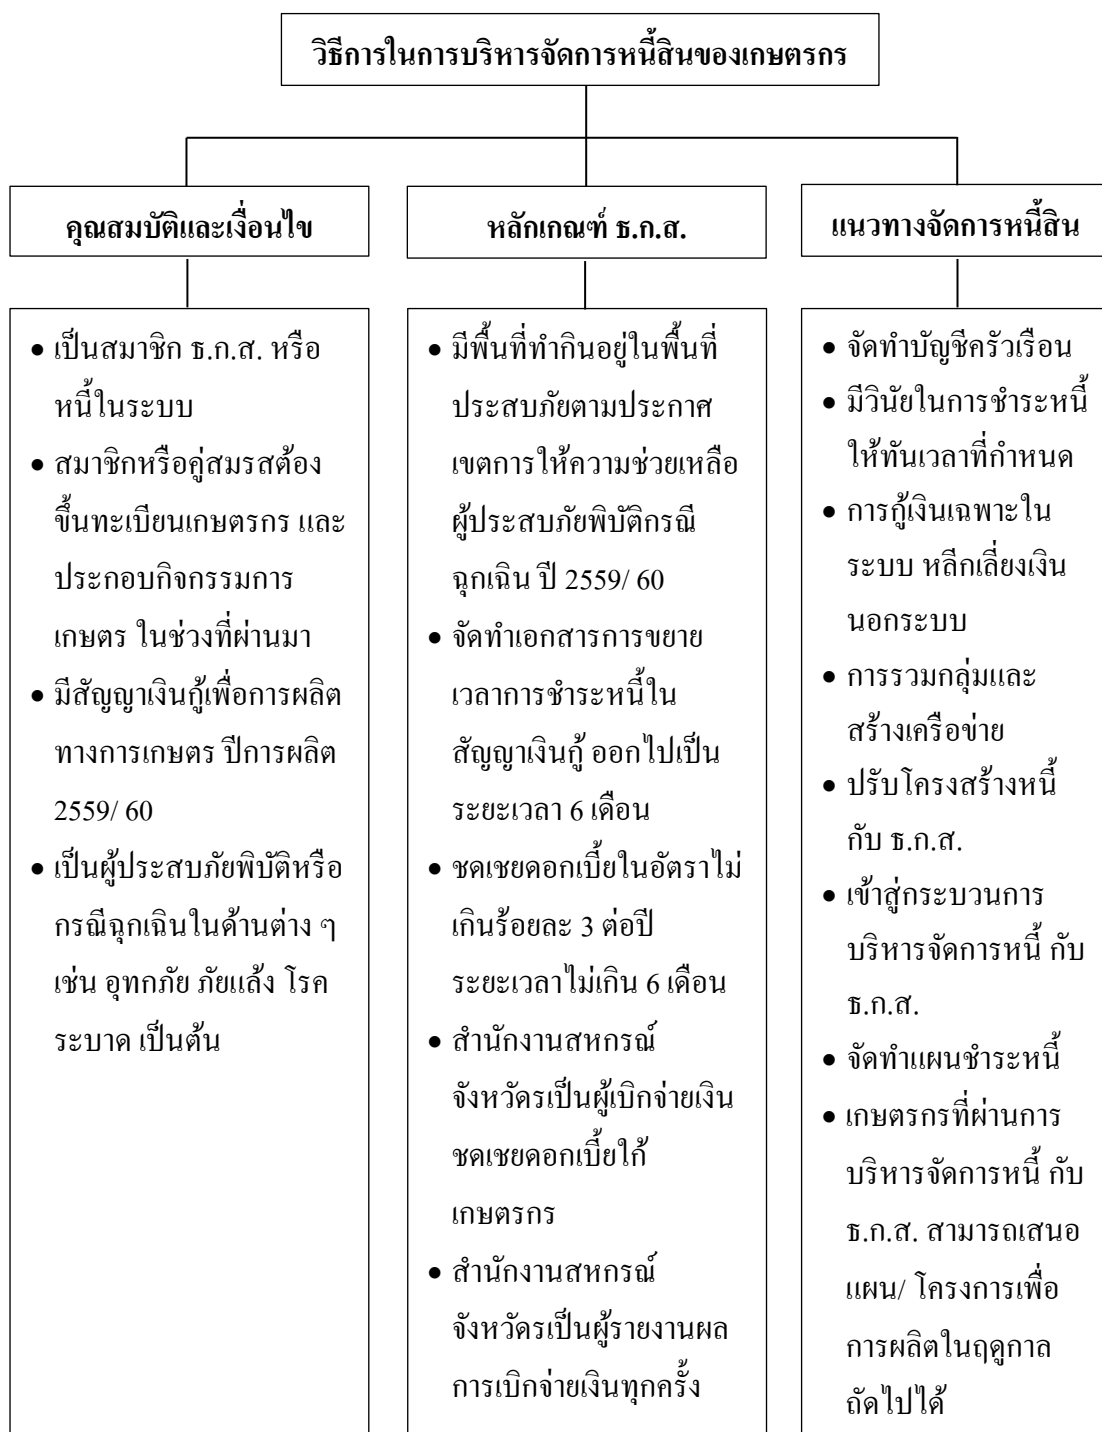 วิธีการในการบริหารจัดการหนี้สินของเกษตรกร
คุณสมบัติและเงื่อนไข
• เป็นสมาชิก ธ.ก.ส. หรือ
หนี้ในระบบ
• สมาชิกหรือคู่สมรสต้อง
ขึ้นทะเบียนเกษตรกร และ
ประกอบกิจกรรมการ
เกษตร ในช่วงที่ผ่านมา
• มีสัญญาเงินกู้เพื่อการผลิต
ทางการเกษตร ปีการผลิต
2559/ 60
• เป็นผู้ประสบภัยพิบัติหรือ
กรณีฉุกเฉินในด้านต่าง ๆ
เช่น อุทกภัย ภัยแล้ง โรค
ระบาด เป็นต้น
หลักเกณฑ์ ธ.ก.ส.
• มีพื้นที่ทำกินอยู่ในพื้นที่
ประสบภัยตามประกาศ
เขตการให้ความช่วยเหลือ
ผู้ประสบภัยพิบัติกรณี
ฉุกเฉิน ปี 2559/ 60
• จัดทำเอกสารการขยาย
เวลาการชำระหนี้ใน
สัญญาเงินกู้ ออกไปเป็น
ระยะเวลา 6 เดือน
• ชดเชยดอกเบี้ยในอัตราไม่
เกินร้อยละ 3 ต่อปี
ระยะเวลาไม่เกิน 6 เดือน
• สำนักงานสหกรณ์
จังหวัดรเป็นผู้เบิกจ่ายเงิน
ชดเชยดอกเบี้ยใก้
เกษตรกร
• สำนักงานสหกรณ์
จังหวัดรเป็นผู้รายงานผล
การเบิกจ่ายเงินทุกครั้ง
แนวทางจัดการหนี้สิน
• จัดทำบัญชีครัวเรือน
• มีวินัยในการชำระหนี้
ให้ทันเวลาที่กำหนด
• การกู้เงินเฉพาะใน
ระบบ หลีกเลี่ยงเงิน
นอกระบบ
• การรวมกลุ่มและ
สร้างเครือข่าย
• ปรับโครงสร้างหนี้
กับ ธ.ก.ส.
• เข้าสู่กระบวนการ
บริหารจัดการหนี้ กับ
ธ.ก.ส.
• จัดทำแผนชำระหนี้
• เกษตรกรที่ผ่านการ
บริหารจัดการหนี้ กับ
ธ.ก.ส. สามารถเสนอ
แผน/ โครงการเพื่อ
การผลิตในฤดูกาล
ถัดไปได้